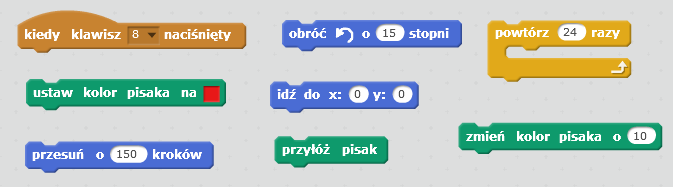 kiedy klawisz 8 naciśnięty
obróć o 15 stopni
powtórz 24 razy
ustaw kolor pisaka na
idź do x: 0 y: 0
przesuń o 150 kroków
przyłóż pisak
zmień kolor pisaka o 10